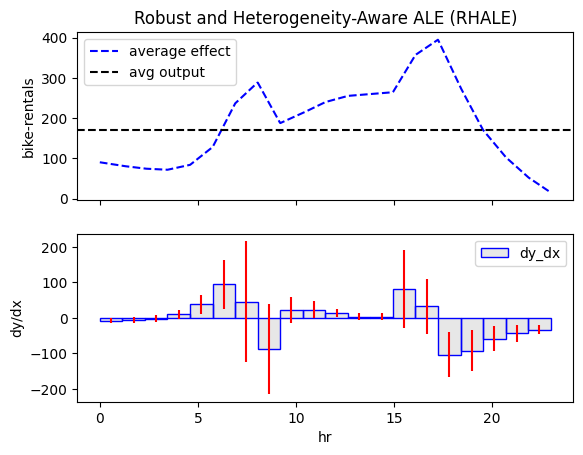 Robust and Heterogeneity-Aware ALE (RHALE)
400
300
200
100
0
bike-rentals
average effect
avg output
200
100
0
−100
−200
dy/dx
dy_dx
0 5 10 15 20
hr